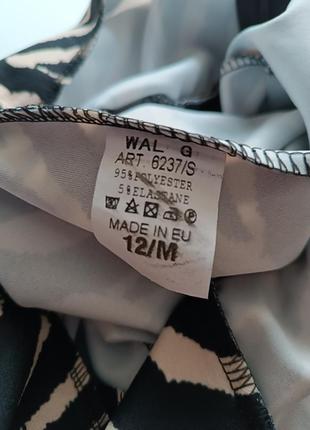 WAL G
ART. 6237/S
95%POLYESTER
5%ELASTANE
MADE IN EU
12/M